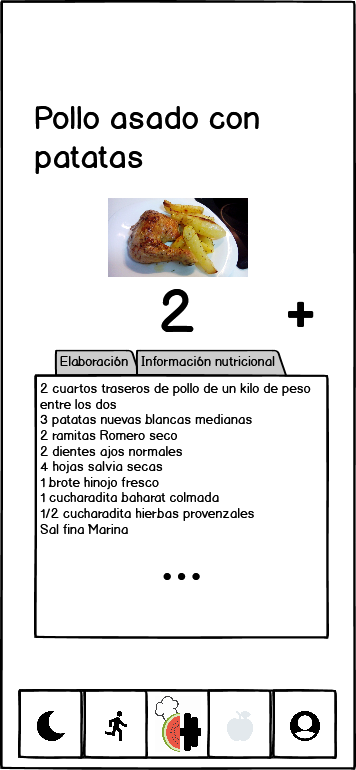 Pollo asado con
patatas
2 +
Elaboración Información nutricional
2 cuartos traseros de pollo de un kilo de peso
entre los dos
3 patatas nuevas blancas medianas
2 ramitas Romero seco
2 dientes ajos normales
4 hojas salvia secas
1 brote hinojo fresco
1 cucharadita baharat colmada
1/2 cucharadita hierbas provenzales
Sal fina Marina
...